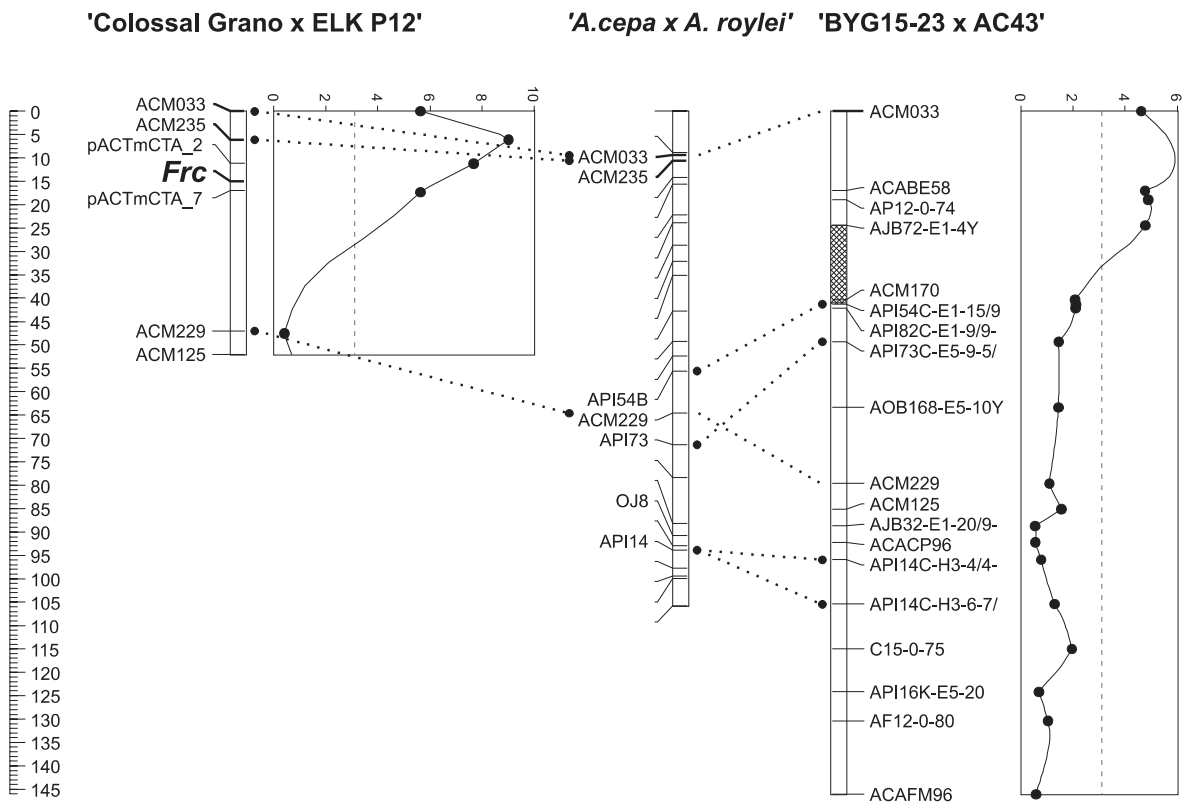 'Colossal Grano x ELK P12'
'A.cepa x A. roylei'
'BYG15-23 x AC43'
0
5
10
15
20
25
30
35
40
45
50
55
60
65
70
75
80
85
90
95
100
105
110
115
120
125
130
135
140
145
ACM033
ACM235
pACTmCTA_2
Frc
pACTmCTA_7
ACM229
ACM125
0
2
4
6
8
10
ACM033
ACM235
API54B
ACM229
API73
OJ8
API14
ACM033
ACABE58
AP12-0-74
AJB72-E1-4Y
ACM170
API54C-E1-15/9
API82C-E1-9/9-
API73C-E5-9-5/
AOB168-E5-10Y
ACM229
ACM125
AJB32-E1-20/9-
ACACP96
API14C-H3-4/4-
API14C-H3-6-7/
C15-0-75
API16K-E5-20
AF12-0-80
ACAFM96
0
2
4
6